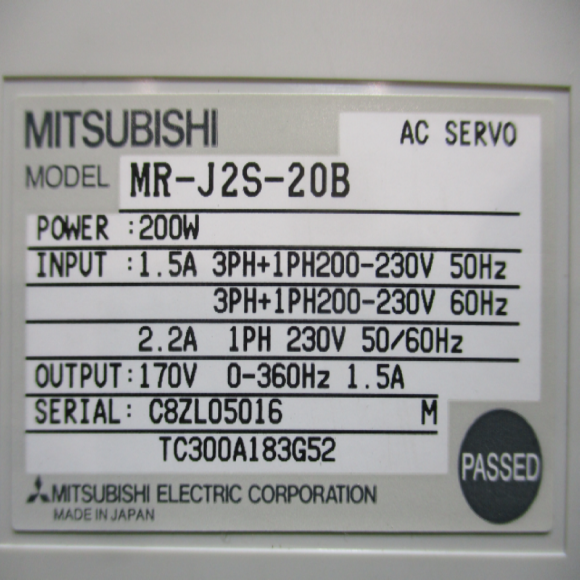 MITSUBISHI
AC SERVO
MODEL MR-J2S-20B
POWER :200W
INPUT :1.5A 3PH+1PH200-230V 50Hz
3PH+1PH200-230V 60Hz
2.2A 1PH 230V 50/60Hz
OUTPUT:170V 0-360Hz 1.5A
SERIAL: C8ZL05016 M
TC300A183G52
PASSED
MITSUBISHI ELECTRIC CORPORATION
MADE IN JAPAN